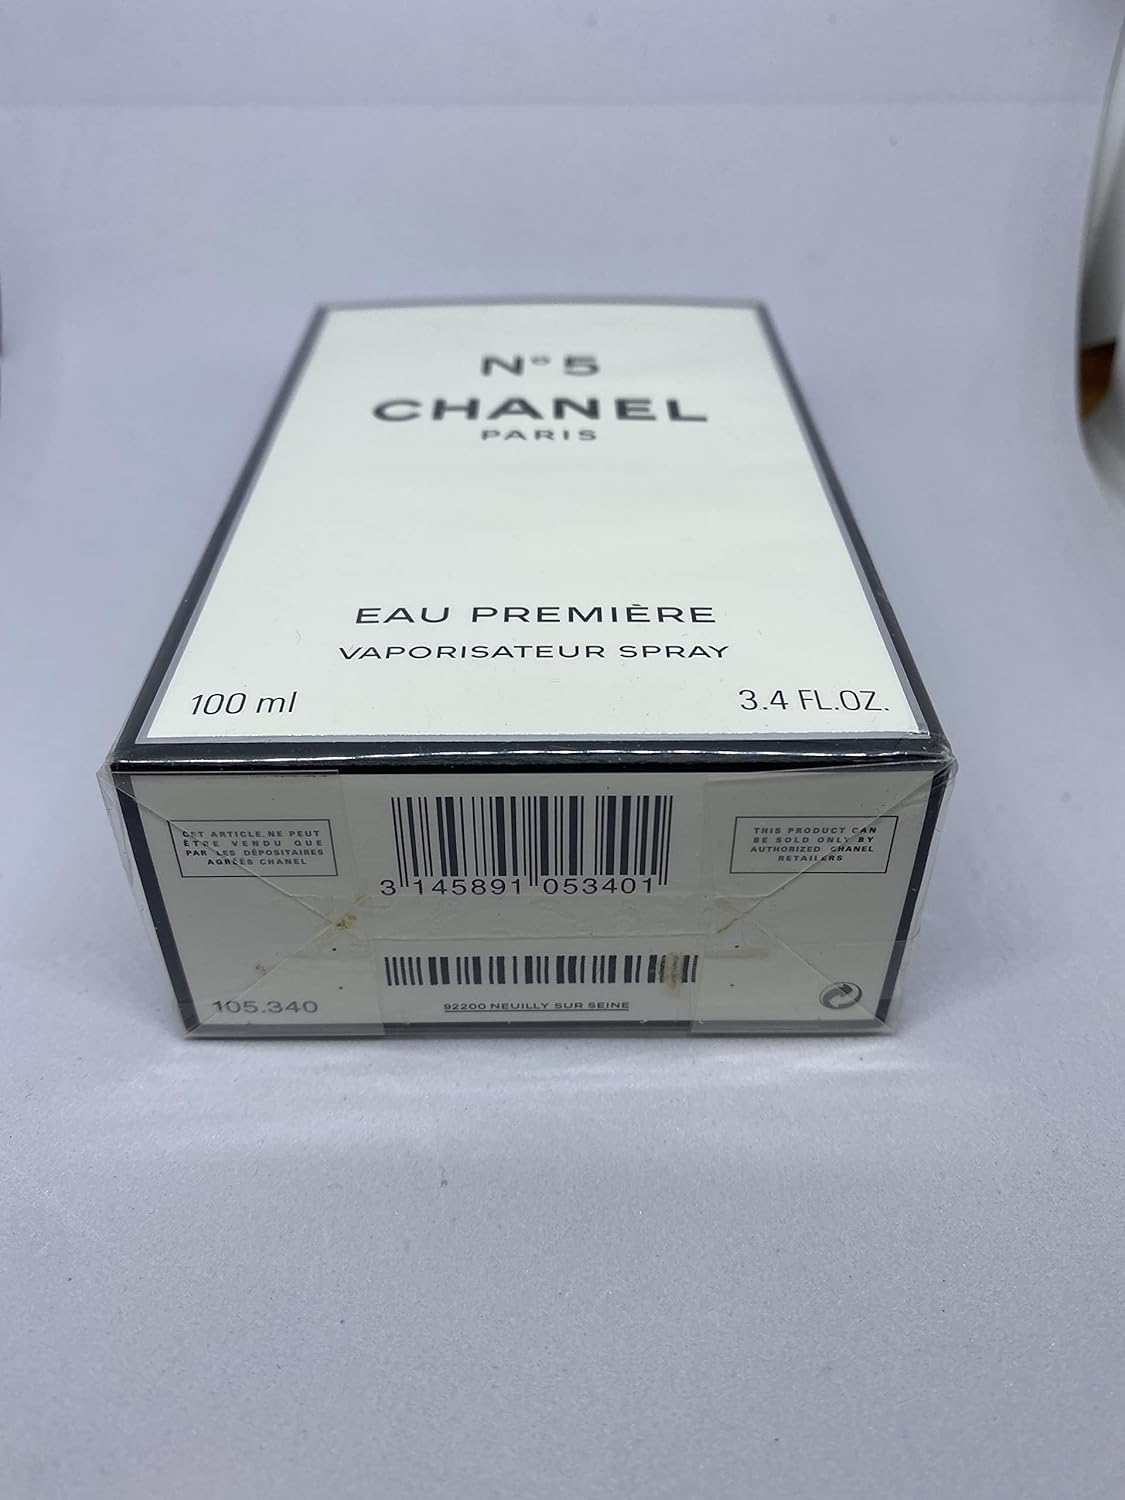 N° 5
CHANEL
PARIS
EAU PREMIÈRE
VAPORISATEUR SPRAY
100 ml
3.4 FL.OZ.
CET ARTICLE NE PEUT
ÊTRE VENDU QUE
PAR LES DÉPOSITAIRES
AGRÉÉS CHANEL
3 145891 053401
THIS PRODUCT CAN
BE SOLD ONLY BY
AUTHORIZED CHANEL
RETAILERS
105.340
92200 NEUILLY SUR SEINE